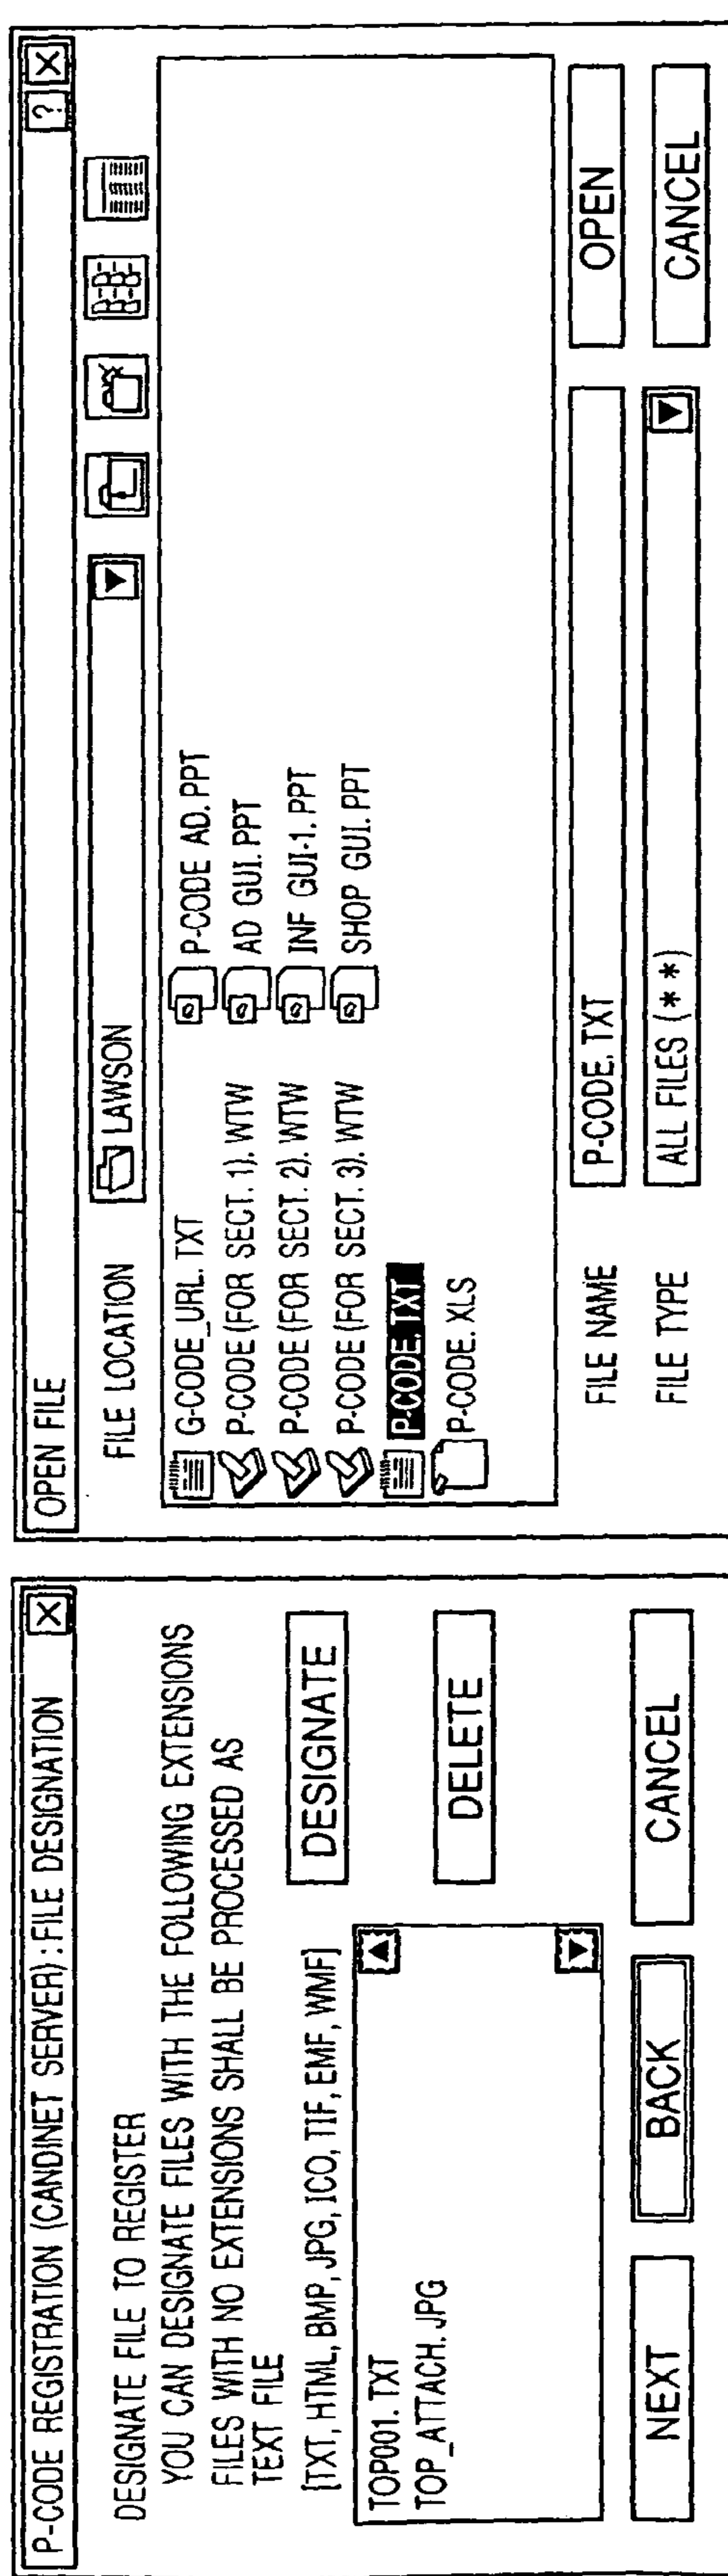 P-CODE REGISTRATION (CANDINET SERVER):FILE DESIGNATION
DESIGNATE FILE TO REGISTER
YOU CAN DESIGNATE FILES WITH THE FOLLOWING EXTENSIONS
FILES WITH NO EXTENSIONS SHALL BE PROCESSED AS
TEXT FILE
[TXT, HTML, BMP, JPG, ICO, TIF, EMF, WMF]
DESIGNATE
TOP001. TXT
TOP_ATTACH. JPG
DELETE
NEXT
BACK
CANCEL
OPEN FILE
?
FILE LOCATION
LAWSON
G-CODE_URL. TXT
P-CODE (FOR SECT. 1). WTW
P-CODE (FOR SECT. 2). WTW
P-CODE (FOR SECT. 3). WTW
P-CODE. TXT
P-CODE. XLS
P-CODE AD. PPT
AD GUI. PPT
INF GUI-1. PPT
SHOP GUI. PPT
FILE NAME
P-CODE. TXT
OPEN
FILE TYPE
ALL FILES (* *)
CANCEL